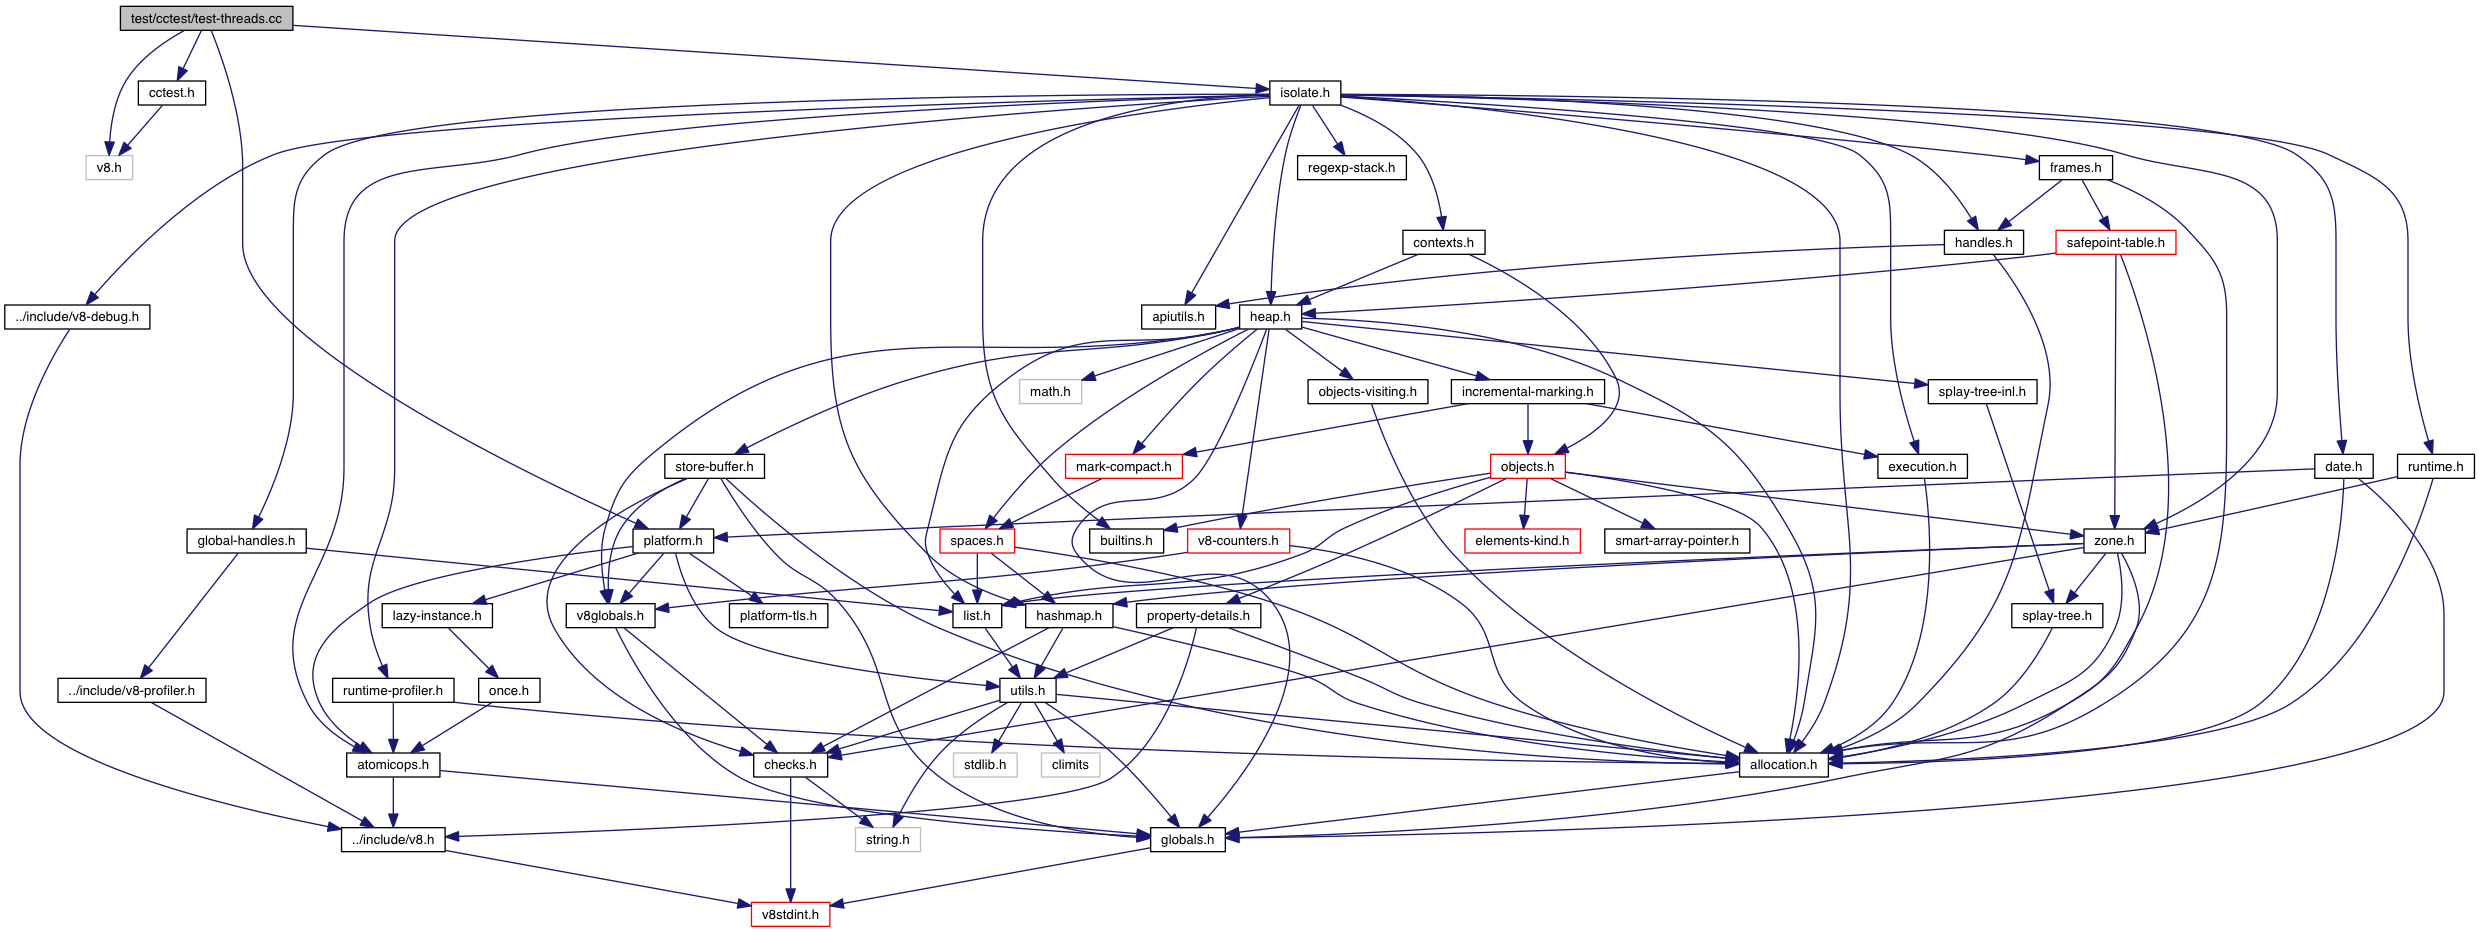 test/cctest/test-threads.cc
cctest.h
isolate.h
v8.h
regexp-stack.h
frames.h
contexts.h
handles.h
safepoint-table.h
../include/v8-debug.h
apiutils.h
heap.h
math.h
objects-visiting.h
incremental-marking.h
splay-tree-inl.h
store-buffer.h
mark-compact.h
objects.h
execution.h
date.h
runtime.h
global-handles.h
platform.h
spaces.h
builtins.h
v8-counters.h
elements-kind.h
smart-array-pointer.h
zone.h
lazy-instance.h
v8globals.h
platform-tls.h
list.h
hashmap.h
property-details.h
splay-tree.h
../include/v8-profiler.h
runtime-profiler.h
once.h
utils.h
atomicops.h
checks.h
stdlib.h
climits
allocation.h
../include/v8.h
string.h
globals.h
v8stdint.h